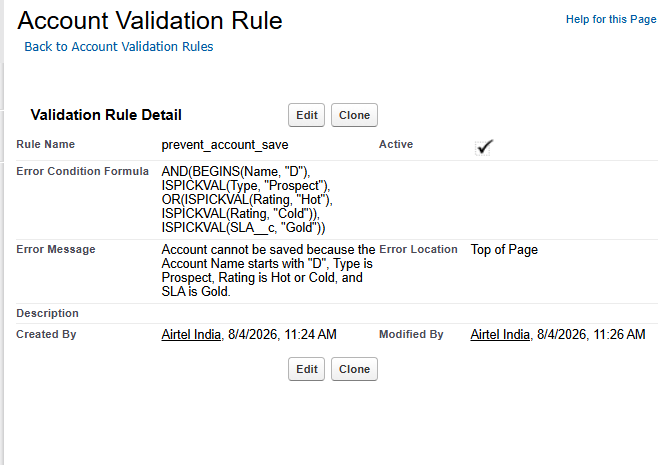 Account Validation Rule
Help for this Page
Back to Account Validation Rules
Validation Rule Detail
Edit Clone
Rule Name prevent_account_save Active
Error Condition Formula AND(BEGINS(Name, "D"),
ISPICKVAL(Type, "Prospect"),
OR(ISPICKVAL(Rating, "Hot"),
ISPICKVAL(Rating, "Cold")),
ISPICKVAL(SLA__c, "Gold"))
Error Message Account cannot be saved because the Error Location Top of Page
Account Name starts with "D", Type is
Prospect, Rating is Hot or Cold, and
SLA is Gold.
Description
Created By Airtel India, 8/4/2026, 11:24 AM Modified By Airtel India, 8/4/2026, 11:26 AM
Edit Clone